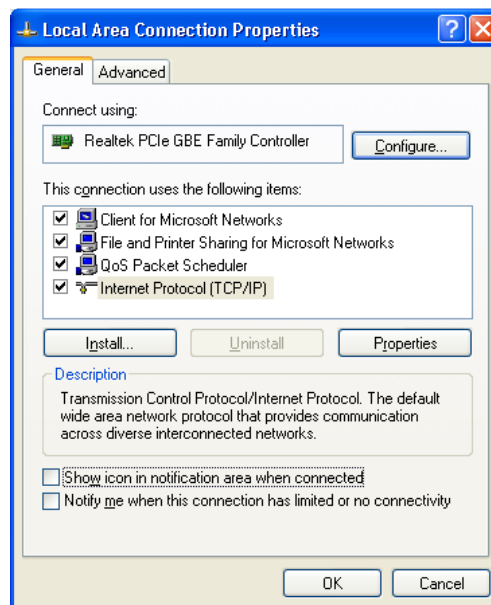 Local Area Connection Properties
General Advanced
Connect using:
Realtek PCIe GBE Family Controller Configure...
This connection uses the following items:
Client for Microsoft Networks
File and Printer Sharing for Microsoft Networks
QoS Packet Scheduler
Internet Protocol (TCP/IP)
Install... Uninstall Properties
Description
Transmission Control Protocol/Internet Protocol. The default
wide area network protocol that provides communication
across diverse interconnected networks.
Show icon in notification area when connected
Notify me when this connection has limited or no connectivity
OK Cancel